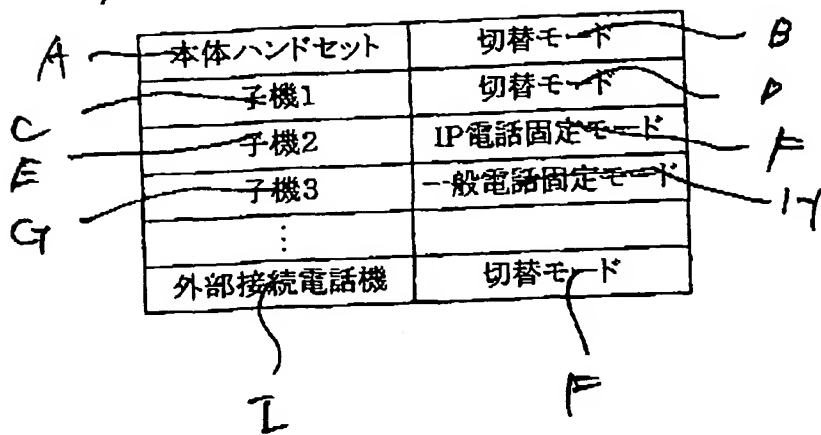 A 本体ハンドセット 切替モード B
C 子機1 切替モード D
E 子機2 IP電話固定モード F
G 子機3 一般電話固定モード H
⋮
外部接続電話機 切替モード
I F